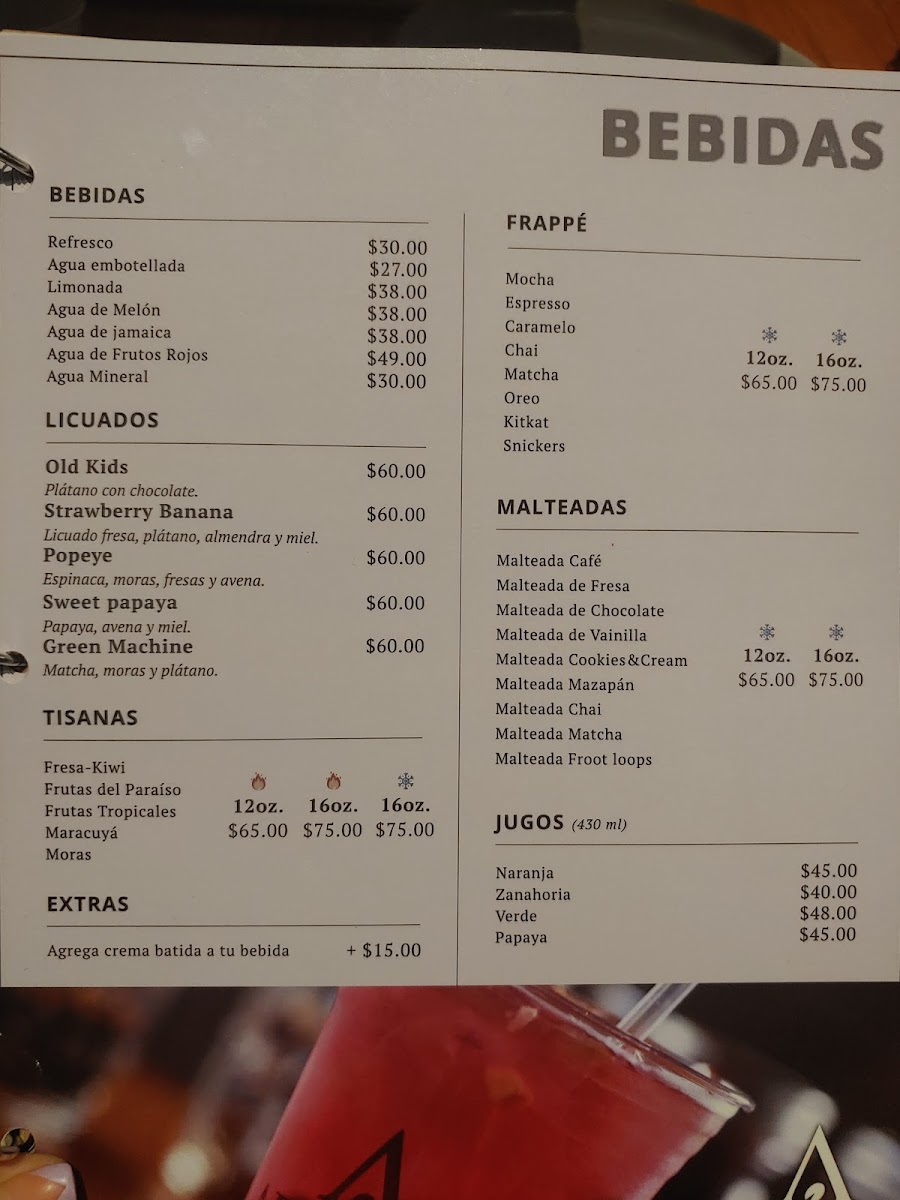 BEBIDAS
BEBIDAS
Refresco $30.00
Agua embotellada $27.00
Limonada $38.00
Agua de Melón $38.00
Agua de jamaica $38.00
Agua de Frutos Rojos $49.00
Agua Mineral $30.00
LICUADOS
Old Kids $60.00
Plátano con chocolate.
Strawberry Banana $60.00
Licuado fresa, plátano, almendra y miel.
Popeye $60.00
Espinaca, moras, fresas y avena.
Sweet papaya $60.00
Papaya, avena y miel.
Green Machine $60.00
Matcha, moras y plátano.
TISANAS
Fresa-Kiwi
Frutas del Paraíso
Frutas Tropicales
Maracuyá
Moras
12oz. 16oz. 16oz.
$65.00 $75.00 $75.00
EXTRAS
Agrega crema batida a tu bebida + $15.00
FRAPPÉ
Mocha
Espresso
Caramelo
Chai
Matcha
Oreo
Kitkat
Snickers
12oz. 16oz.
$65.00 $75.00
MALTEADAS
Malteada Café
Malteada de Fresa
Malteada de Chocolate
Malteada de Vainilla
Malteada Cookies&Cream
Malteada Mazapán
Malteada Chai
Malteada Matcha
Malteada Froot loops
12oz. 16oz.
$65.00 $75.00
JUGOS (430 ml)
Naranja $45.00
Zanahoria $40.00
Verde $48.00
Papaya $45.00